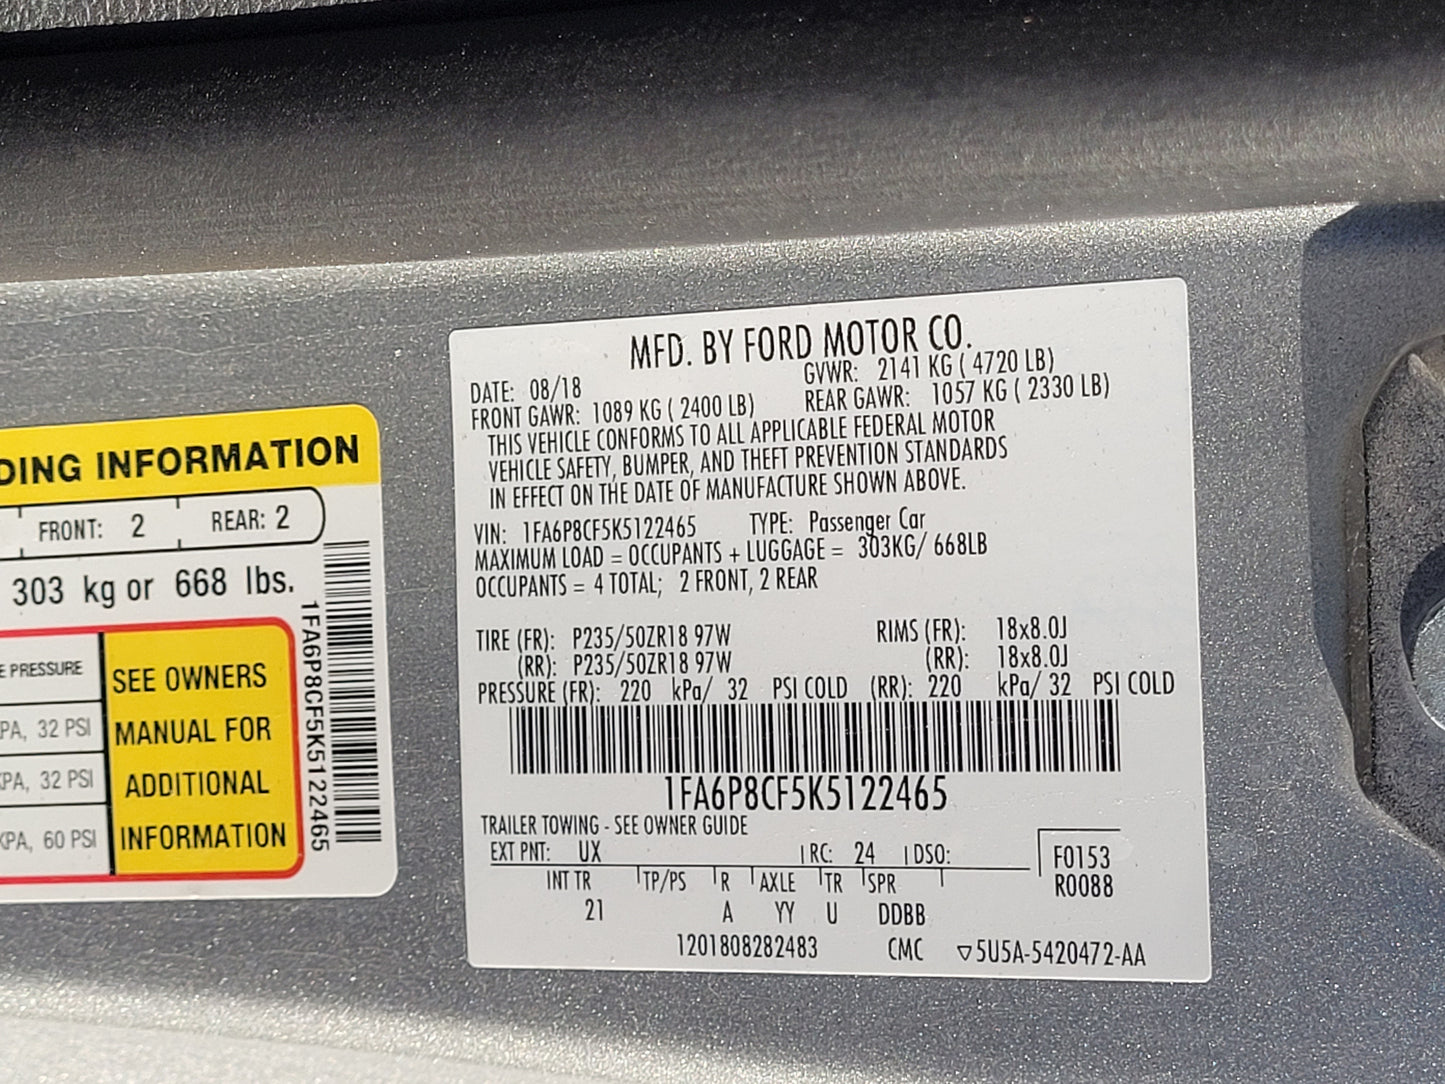 DING INFORMATION
FRONT: 2 REAR: 2
303 kg or 668 lbs.
1FA6P8CF5K5122465
E PRESSURE
PA, 32 PSI
KPA, 32 PSI
KPA, 60 PSI
SEE OWNERS
MANUAL FOR
ADDITIONAL
INFORMATION
MFD. BY FORD MOTOR CO.
DATE: 08/18 GVWR: 2141 KG ( 4720 LB)
FRONT GAWR: 1089 KG ( 2400 LB) REAR GAWR: 1057 KG ( 2330 LB)
THIS VEHICLE CONFORMS TO ALL APPLICABLE FEDERAL MOTOR
VEHICLE SAFETY, BUMPER, AND THEFT PREVENTION STANDARDS
IN EFFECT ON THE DATE OF MANUFACTURE SHOWN ABOVE.
VIN: 1FA6P8CF5K5122465 TYPE: Passenger Car
MAXIMUM LOAD = OCCUPANTS + LUGGAGE = 303KG/ 668LB
OCCUPANTS = 4 TOTAL; 2 FRONT, 2 REAR
TIRE (FR): P235/50ZR18 97W RIMS (FR): 18x8.0J
(RR): P235/50ZR18 97W (RR): 18x8.0J
PRESSURE (FR): 220 kPa/ 32 PSI COLD (RR): 220 kPa/ 32 PSI COLD
1FA6P8CF5K5122465
TRAILER TOWING - SEE OWNER GUIDE
EXT PNT: UX RC: 24 DSO: F0153
INT TR TP/PS R AXLE TR SPR R0088
21 A YY U DDBB
1201808282483 CMC ▽5U5A-5420472-AA